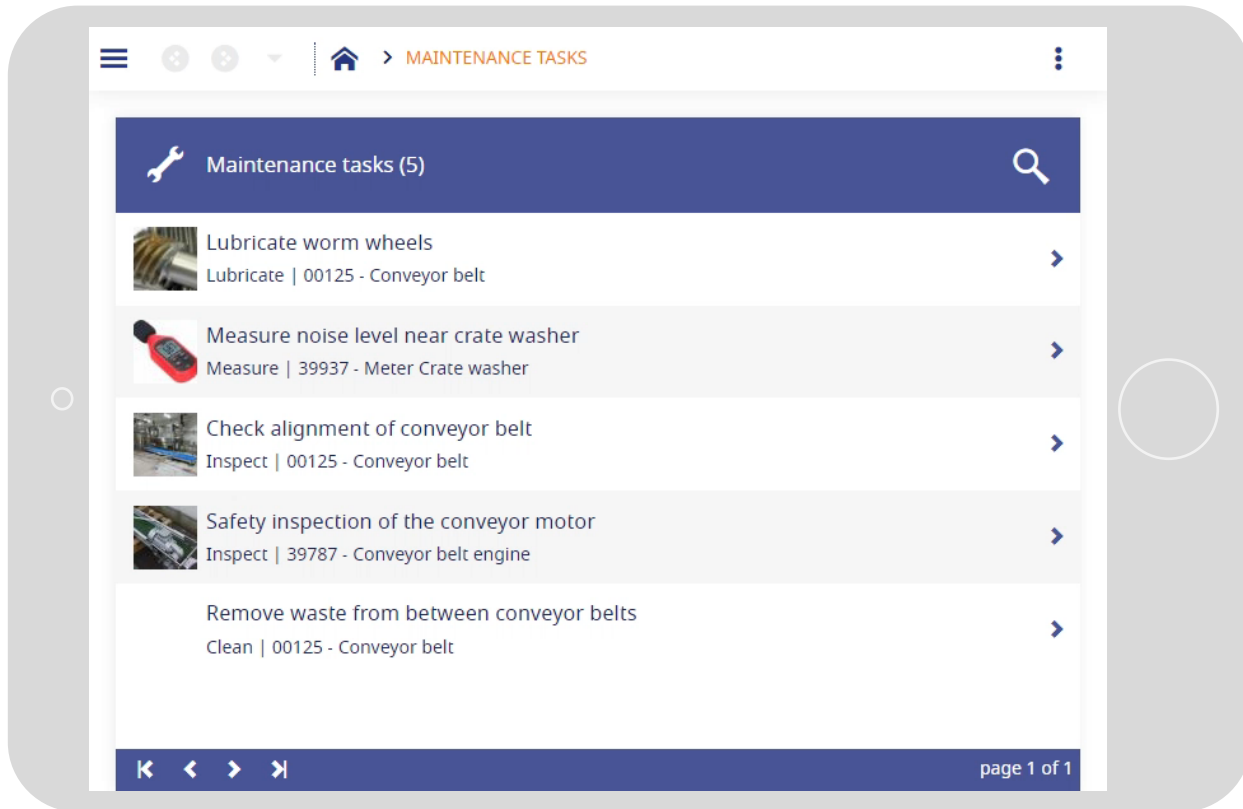 MAINTENANCE TASKS
Maintenance tasks (5)
Lubricate worm wheels
Lubricate | 00125 - Conveyor belt
Measure noise level near crate washer
Measure | 39937 - Meter Crate washer
Check alignment of conveyor belt
Inspect | 00125 - Conveyor belt
Safety inspection of the conveyor motor
Inspect | 39787 - Conveyor belt engine
Remove waste from between conveyor belts
Clean | 00125 - Conveyor belt
page 1 of 1